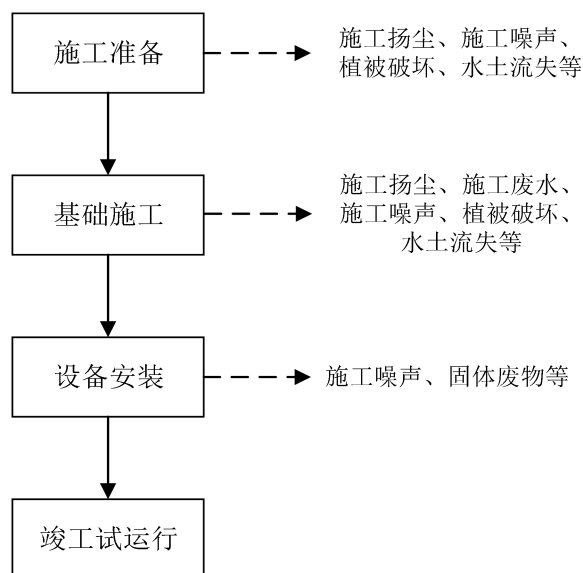 施工准备
施工扬尘、施工噪声、
植被破坏、水土流失等
基础施工
施工扬尘、施工废水、
施工噪声、植被破坏、
水土流失等
设备安装
施工噪声、固体废物等
竣工试运行